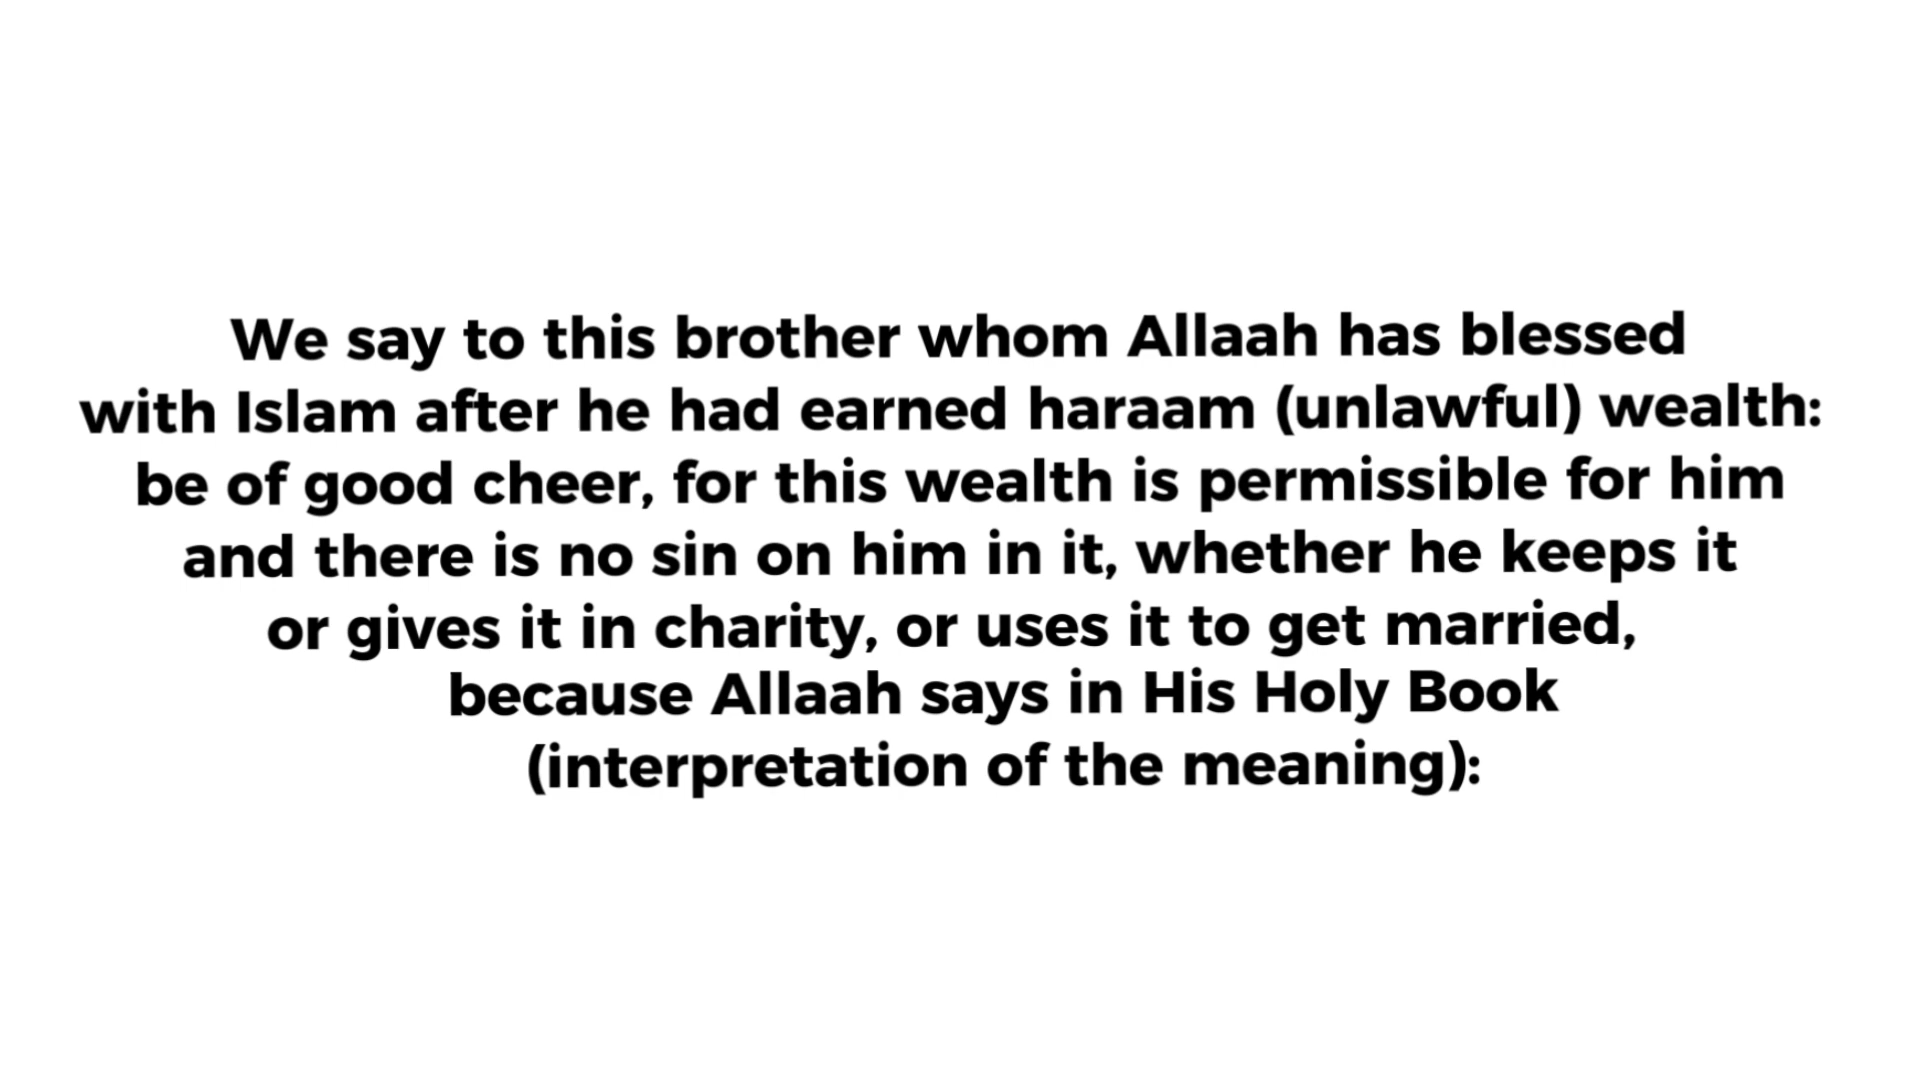 We say to this brother whom Allaah has blessed
with Islam after he had earned haraam (unlawful) wealth:
be of good cheer, for this wealth is permissible for him
and there is no sin on him in it, whether he keeps it
or gives it in charity, or uses it to get married,
because Allaah says in His Holy Book
(interpretation of the meaning):